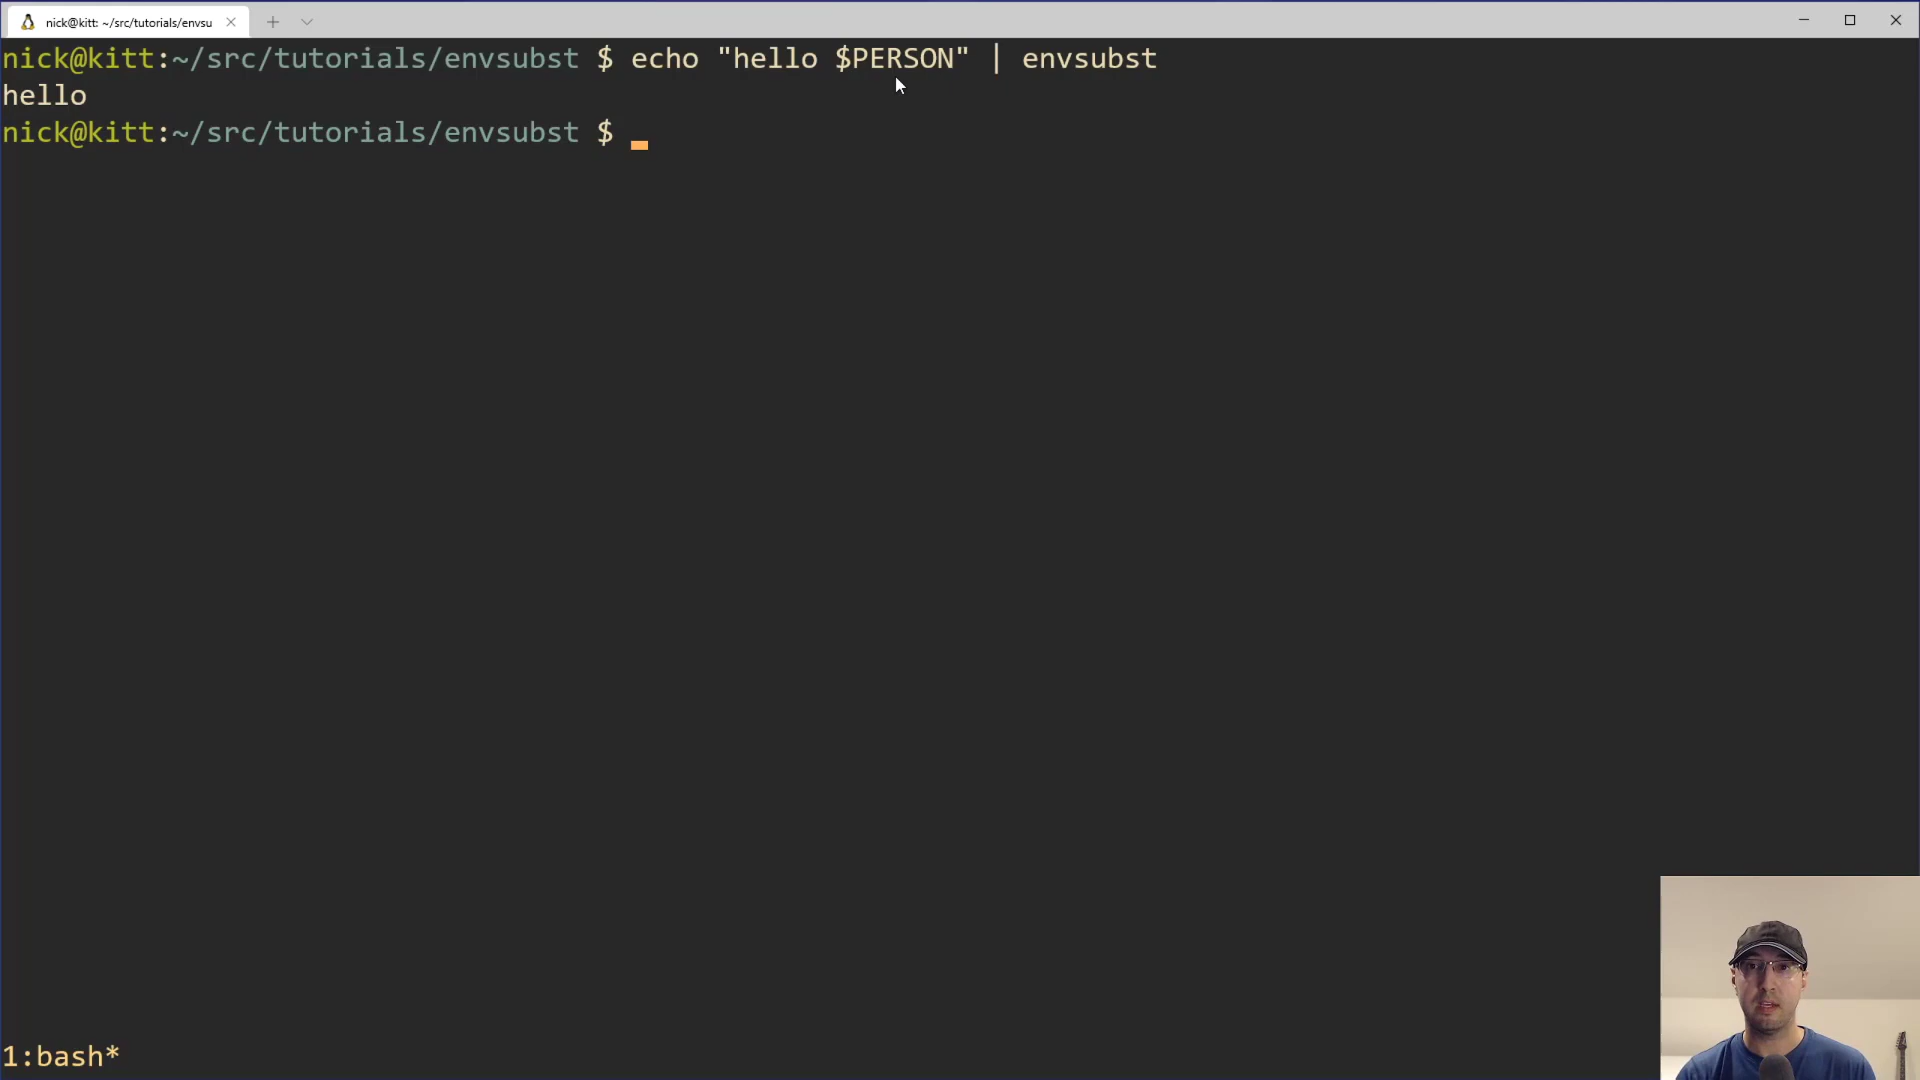 nick@kitt: ~/src/tutorials/envsu
nick@kitt:~/src/tutorials/envsubst $ echo "hello $PERSON" | envsubst
hello
nick@kitt:~/src/tutorials/envsubst $
1:bash*